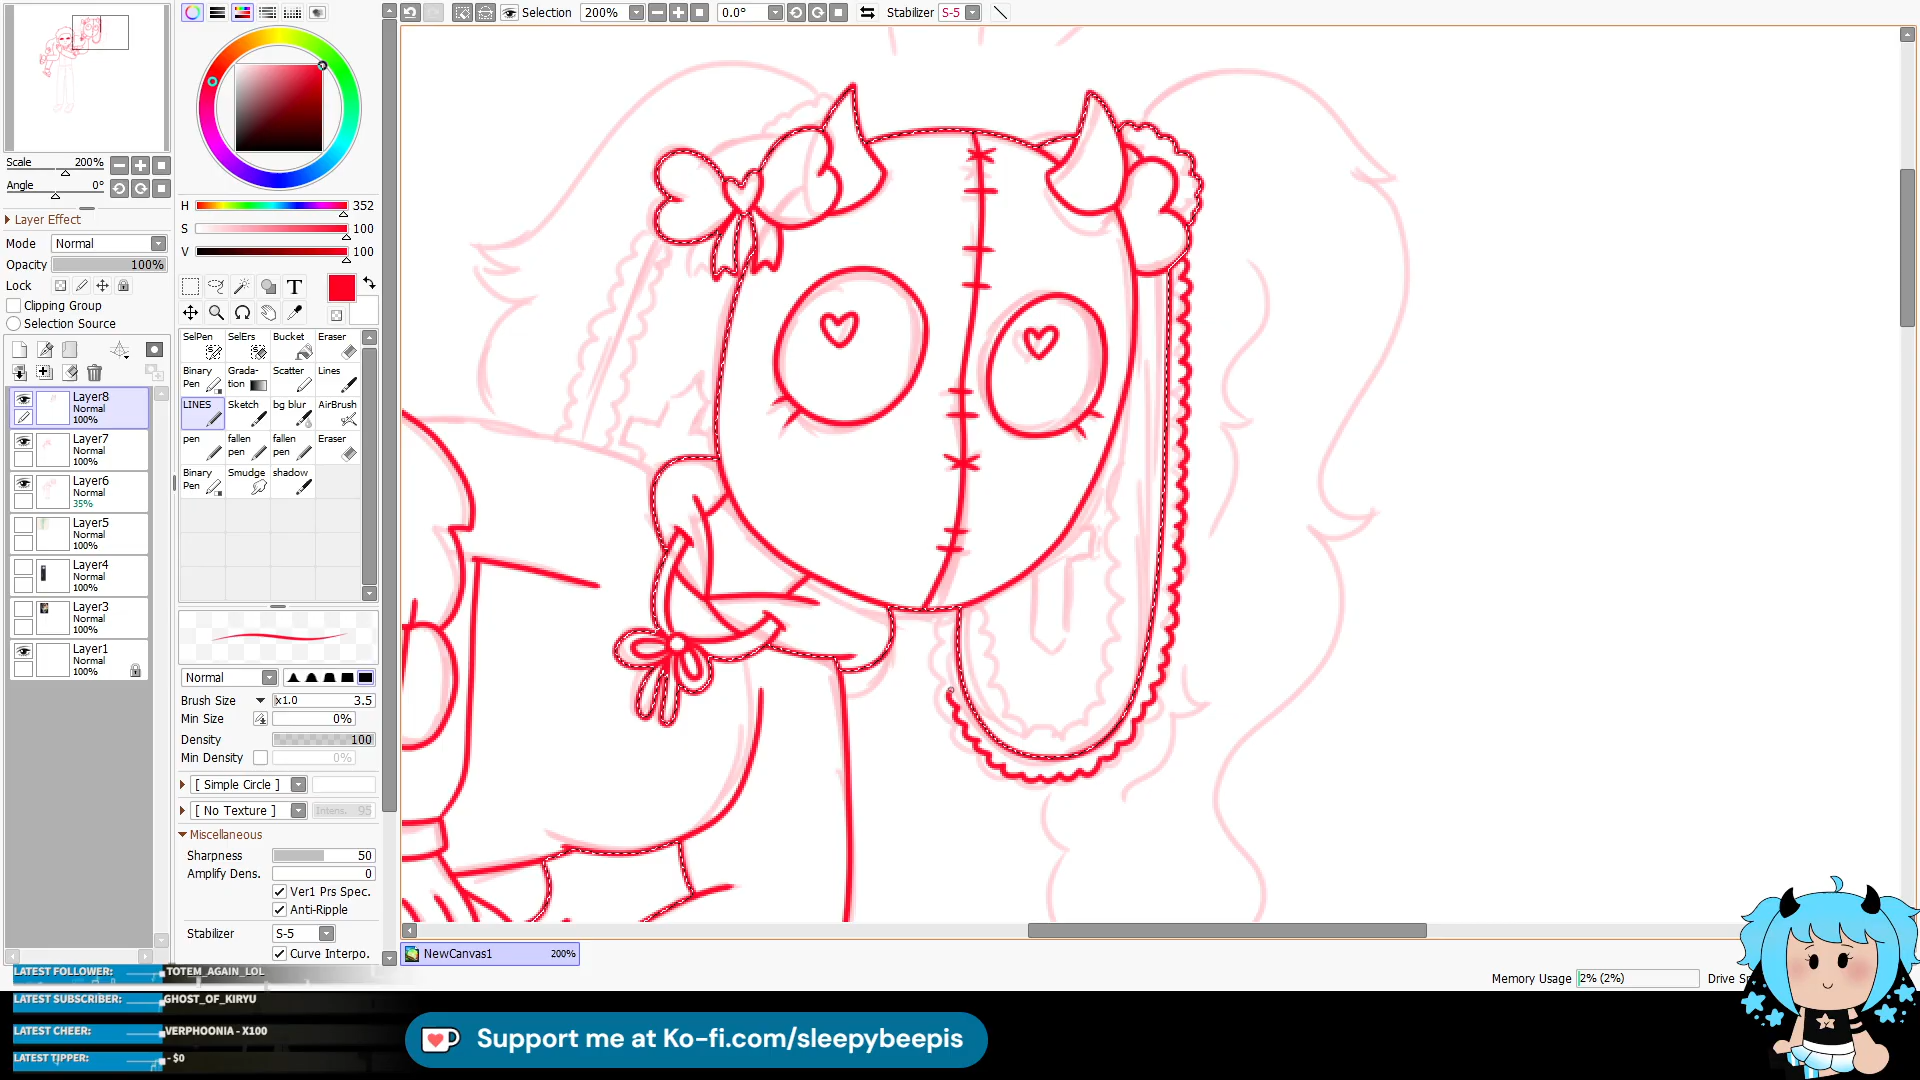 Selection 200% 0.0° Stabilizer S-5
Scale 200%
Angle 0°
Layer Effect
Mode Normal
Opacity 100%
Lock
Clipping Group
Selection Source
Layer8
Normal
100%
Layer7
Normal
100%
Layer6
Normal
35%
Layer5
Normal
100%
Layer4
Normal
100%
Layer3
Normal
100%
Layer1
Normal
100%
H 352
S 100
V 100
T
SelPen SelErs Bucket Eraser
Binary Pen Grada-tion Scatter Lines
LINES Sketch bg blur AirBrush
pen fallen pen fallen pen Eraser
Binary Pen Smudge shadow
Normal
Brush Size x1.0 3.5
Min Size 0%
Density 100
Min Density 0%
[ Simple Circle ]
[ No Texture ] Intens. 95
Miscellaneous
Sharpness 50
Amplify Dens. 0
Ver1 Prs Spec.
Anti-Ripple
Stabilizer S-5
Curve Interpo.
NewCanvas1 200%
Memory Usage 2% (2%) Drive
LATEST FOLLOWER: TOTEM_AGAIN_LOL
LATEST SUBSCRIBER: GHOST_OF_KIRYU
LATEST CHEER: VERPHOONIA - X100
LATEST TIPPER: - $0
Support me at Ko-fi.com/sleepybeepis